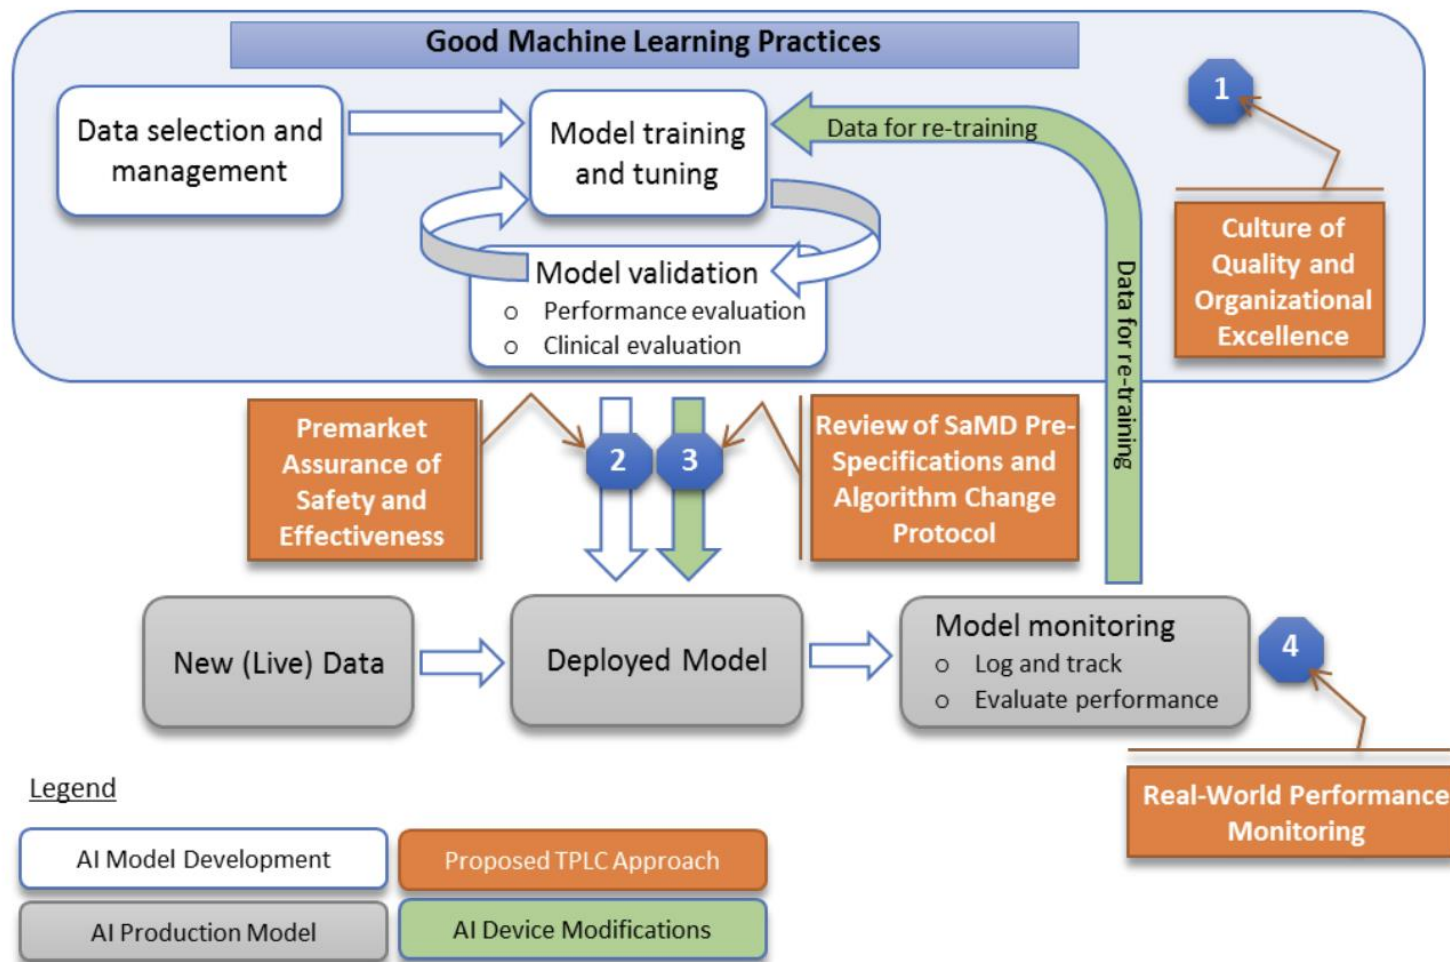 Good Machine Learning Practices
Data selection and
management
Model training
and tuning
Data for re-training
1
Culture of
Quality and
Organizational
Excellence
Model validation
o Performance evaluation
o Clinical evaluation
Data for re-training
Premarket
Assurance of
Safety and
Effectiveness
2
3
Review of SaMD Pre-
Specifications and
Algorithm Change
Protocol
New (Live) Data
Deployed Model
Model monitoring
o Log and track
o Evaluate performance
4
Real-World Performance
Monitoring
Legend
AI Model Development
Proposed TPLC Approach
AI Production Model
AI Device Modifications